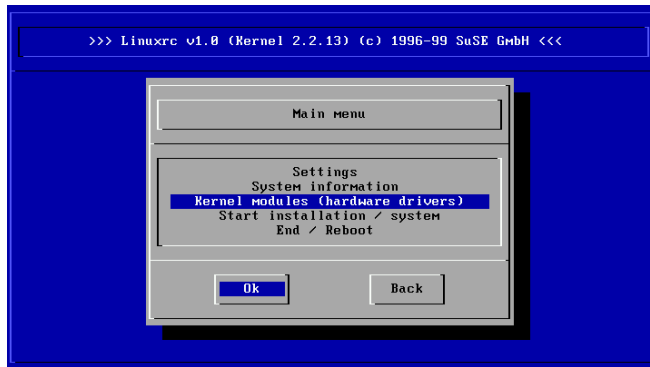 >>> Linuxrc v1.0 (Kernel 2.2.13) (c) 1996-99 SuSE GmbH <<<
Main menu
Settings
System information
Kernel modules (hardware drivers)
Start installation / system
End / Reboot
Ok Back